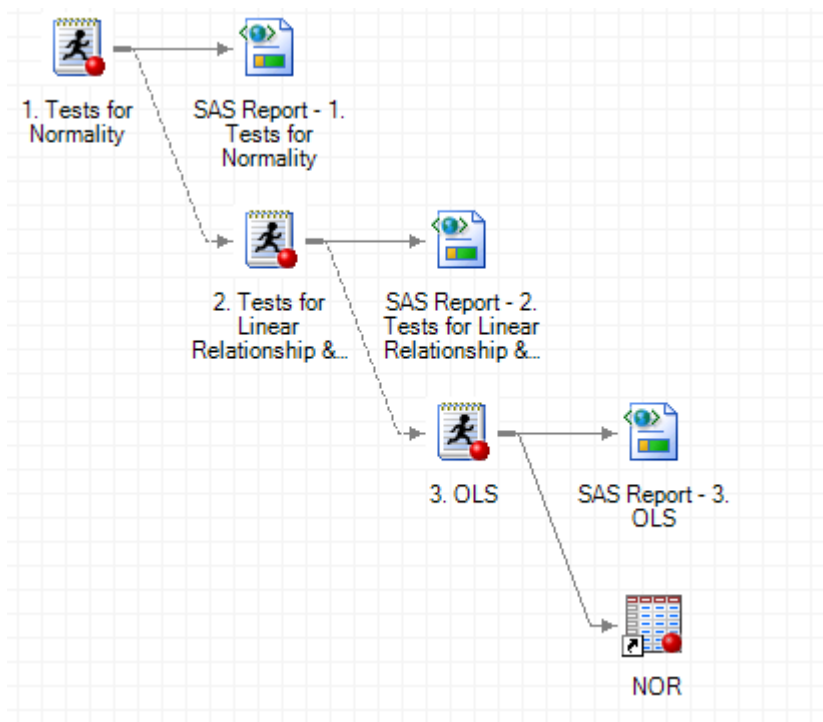 1. Tests for
Normality
SAS Report - 1.
Tests for
Normality
2. Tests for
Linear
Relationship &...
SAS Report - 2.
Tests for Linear
Relationship &...
3. OLS
SAS Report - 3.
OLS
NOR